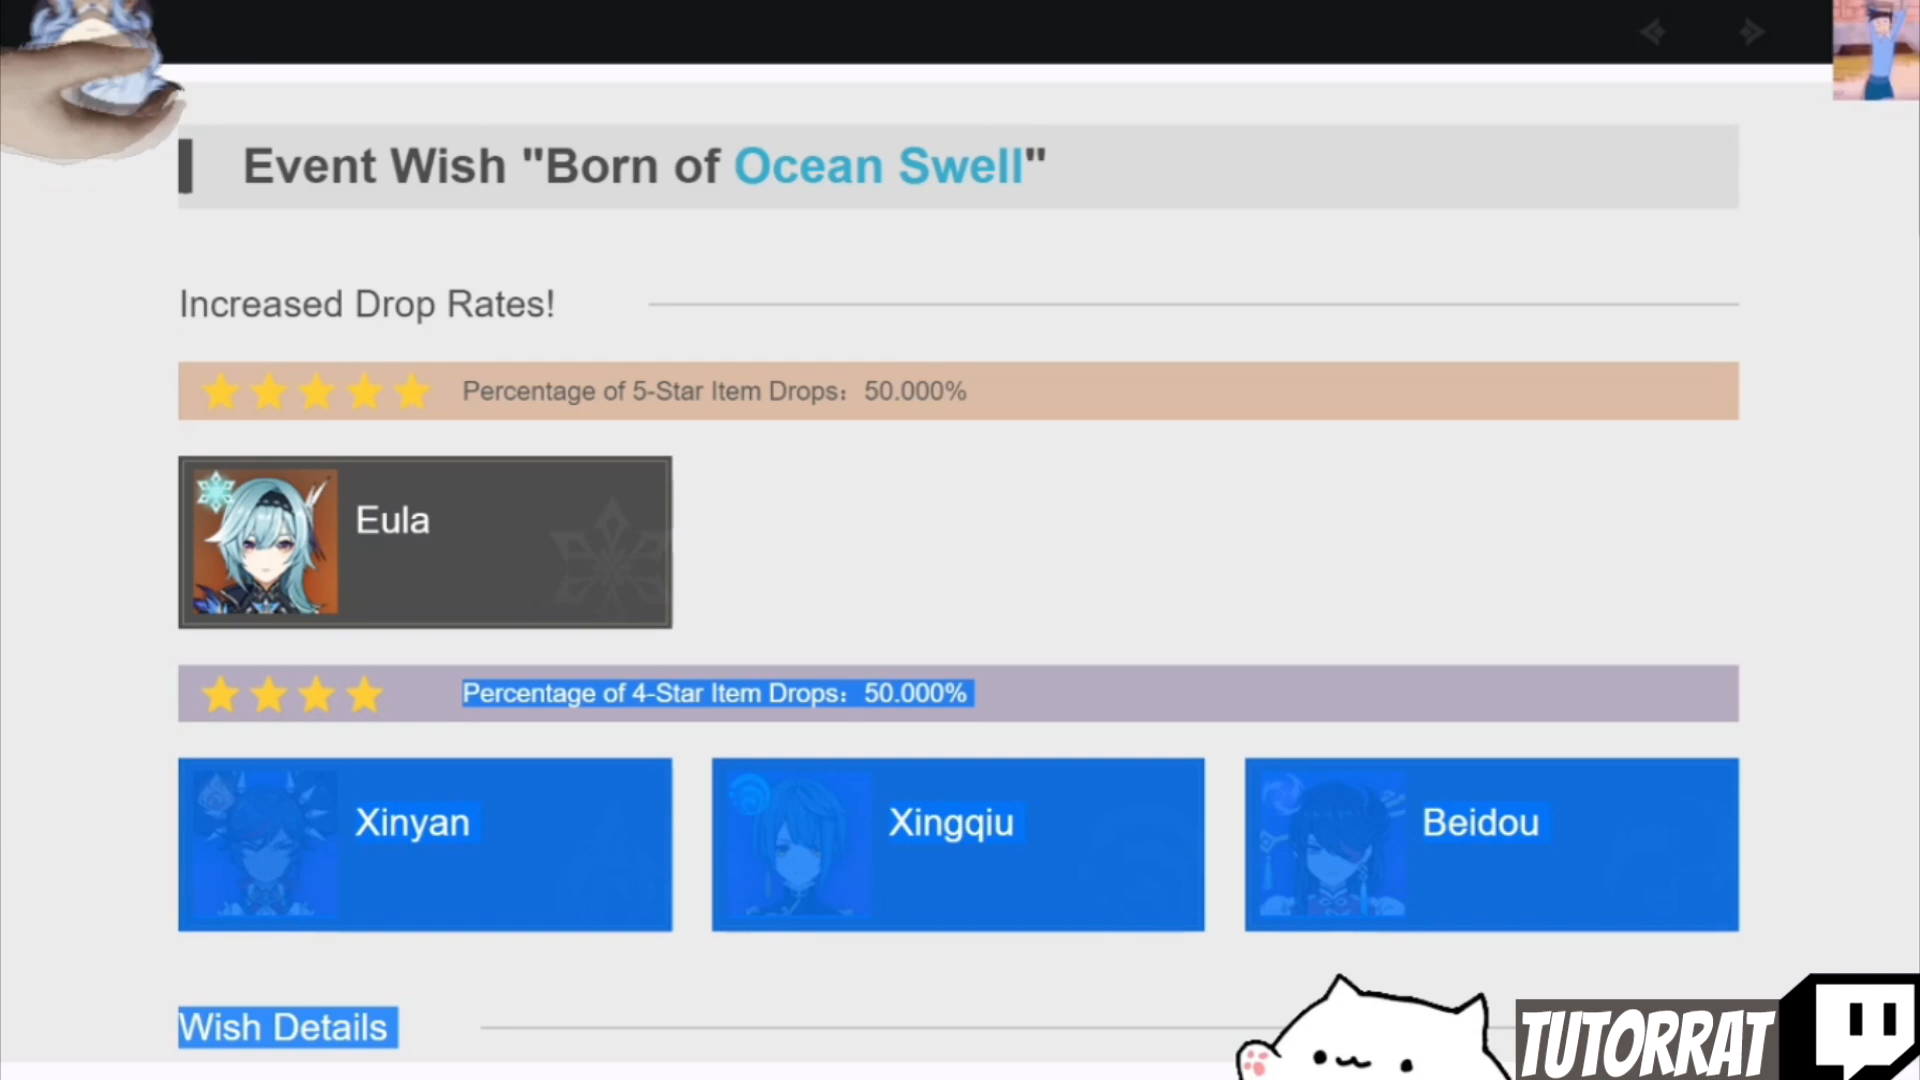 Event Wish "Born of Ocean Swell"
Increased Drop Rates!
Percentage of 5-Star Item Drops：50.000%
Eula
Percentage of 4-Star Item Drops：50.000%
Xinyan
Xingqiu
Beidou
Wish Details
TUTORRAT